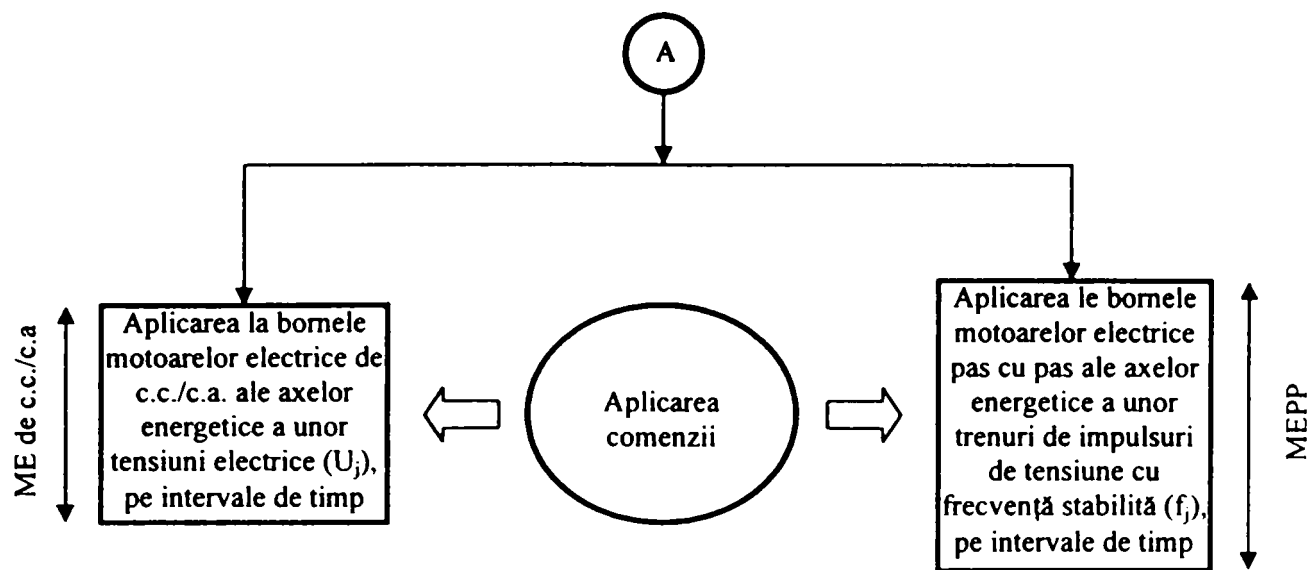 A
ME de c.c./c.a
Aplicarea la bornele
motoarelor electrice de
c.c./c.a. ale axelor
energetice a unor
tensiuni electrice (Uj),
pe intervale de timp
Aplicarea
comenzii
Aplicarea le bornele
motoarelor electrice
pas cu pas ale axelor
energetice a unor
trenuri de impulsuri
de tensiune cu
frecvenţă stabilită (fj),
pe intervale de timp
MEPP